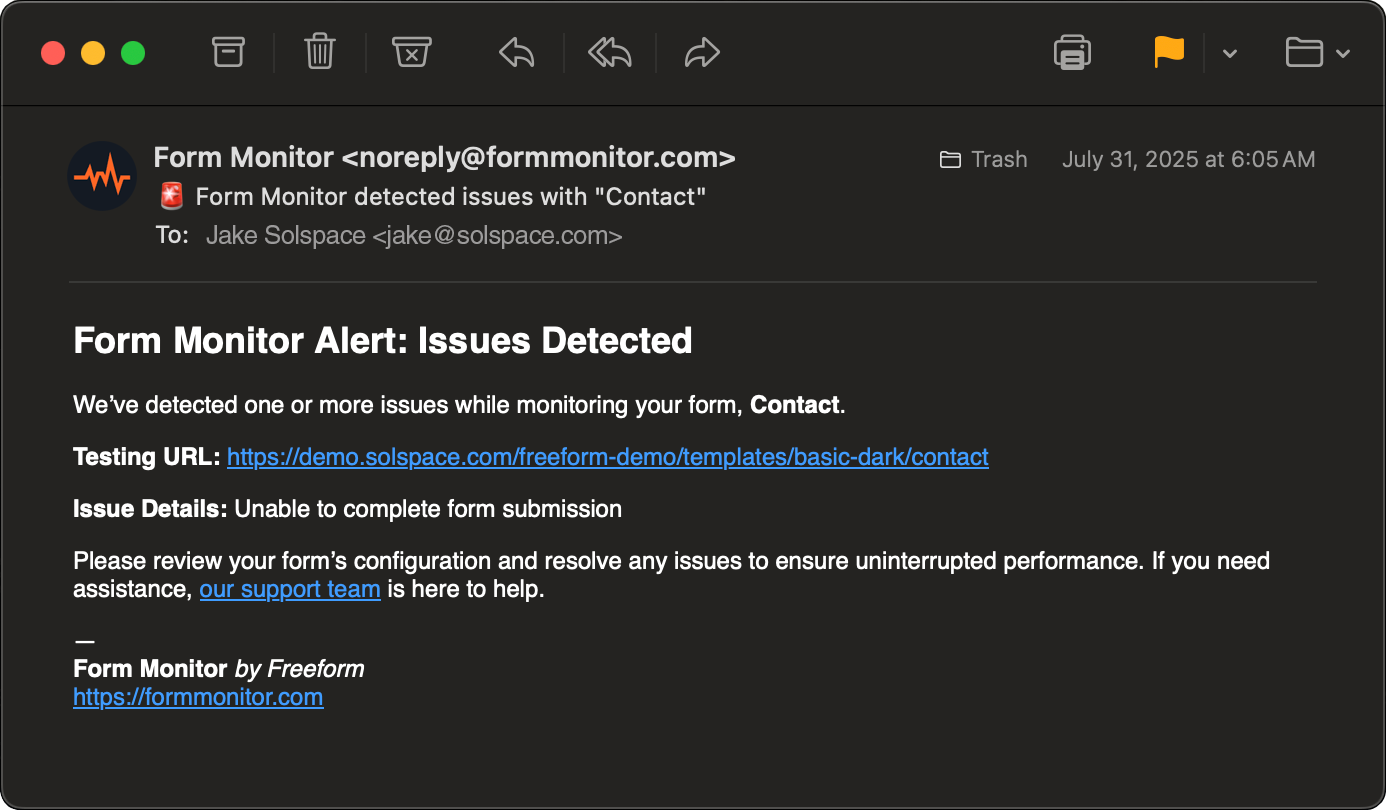 Form Monitor <noreply@formmonitor.com>
Trash
July 31, 2025 at 6:05 AM
🚨 Form Monitor detected issues with "Contact"
To: Jake Solspace <jake@solspace.com>
Form Monitor Alert: Issues Detected
We’ve detected one or more issues while monitoring your form, Contact.
Testing URL: https://demo.solspace.com/freeform-demo/templates/basic-dark/contact
Issue Details: Unable to complete form submission
Please review your form’s configuration and resolve any issues to ensure uninterrupted performance. If you need
assistance, our support team is here to help.
—
Form Monitor by Freeform
https://formmonitor.com